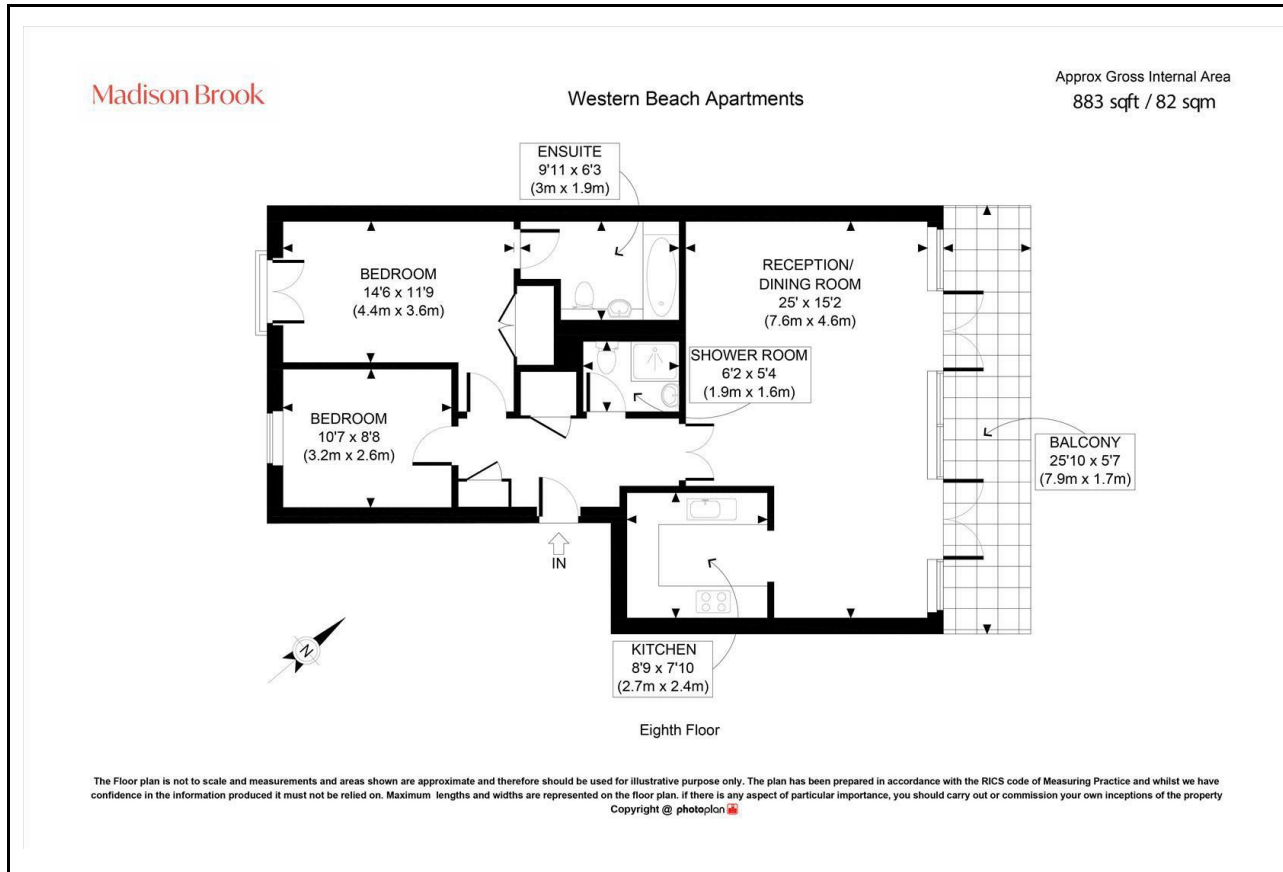 Madison Brook
Western Beach Apartments
Approx Gross Internal Area
883 sqft / 82 sqm
ENSUITE
9'11 x 6'3
(3m x 1.9m)
BEDROOM
14'6 x 11'9
(4.4m x 3.6m)
RECEPTION/
DINING ROOM
25' x 15'2
(7.6m x 4.6m)
SHOWER ROOM
6'2 x 5'4
(1.9m x 1.6m)
BEDROOM
10'7 x 8'8
(3.2m x 2.6m)
BALCONY
25'10 x 5'7
(7.9m x 1.7m)
IN
N
KITCHEN
8'9 x 7'10
(2.7m x 2.4m)
Eighth Floor
The Floor plan is not to scale and measurements and areas shown are approximate and therefore should be used for illustrative purpose only. The plan has been prepared in accordance with the RICS code of Measuring Practice and whilst we have
confidence in the information produced it must not be relied on. Maximum lengths and widths are represented on the floor plan. if there is any aspect of particular importance, you should carry out or commission your own inceptions of the property
Copyright @ photoplan